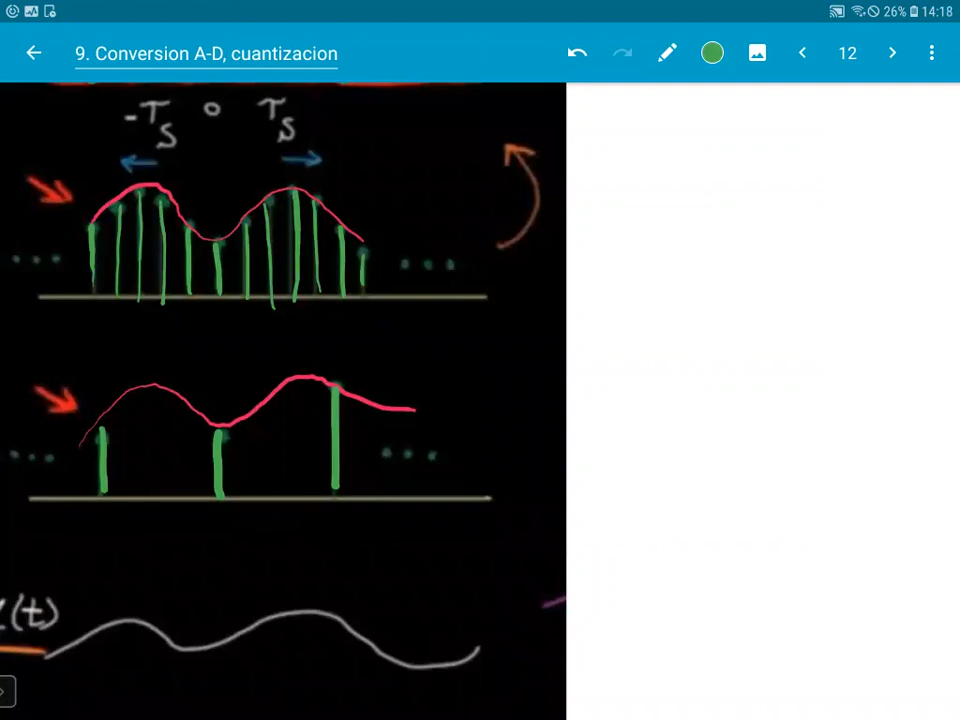 26% 14:18
9. Conversion A-D, cuantizacion
12
-Ts 0 Ts
(t)